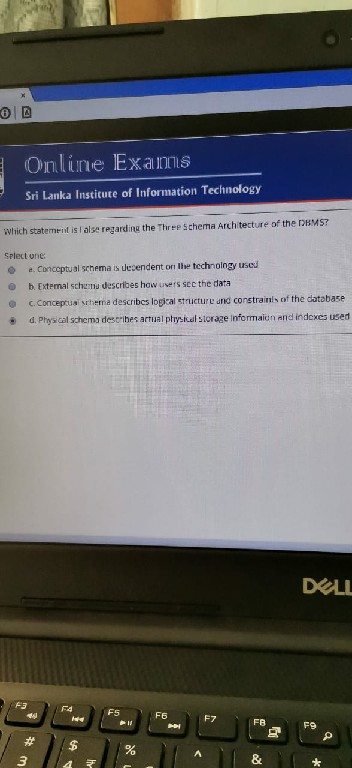 Online Exams
Sri Lanka Institute of Information Technology
Which statement is false regarding the Three Schema Architecture of the DBMS?
Select one:
a. Conceptual schema is dependent on the technology used
b. External schema describes how users see the data
c. Conceptual schema describes logical structure and constraints of the database
d. Physical schema describes actual physical storage informaion and indexes used
DELL
F3 F4 F5 F6 F7 F8 F9
# $ % ^ & *
3 4 ₹